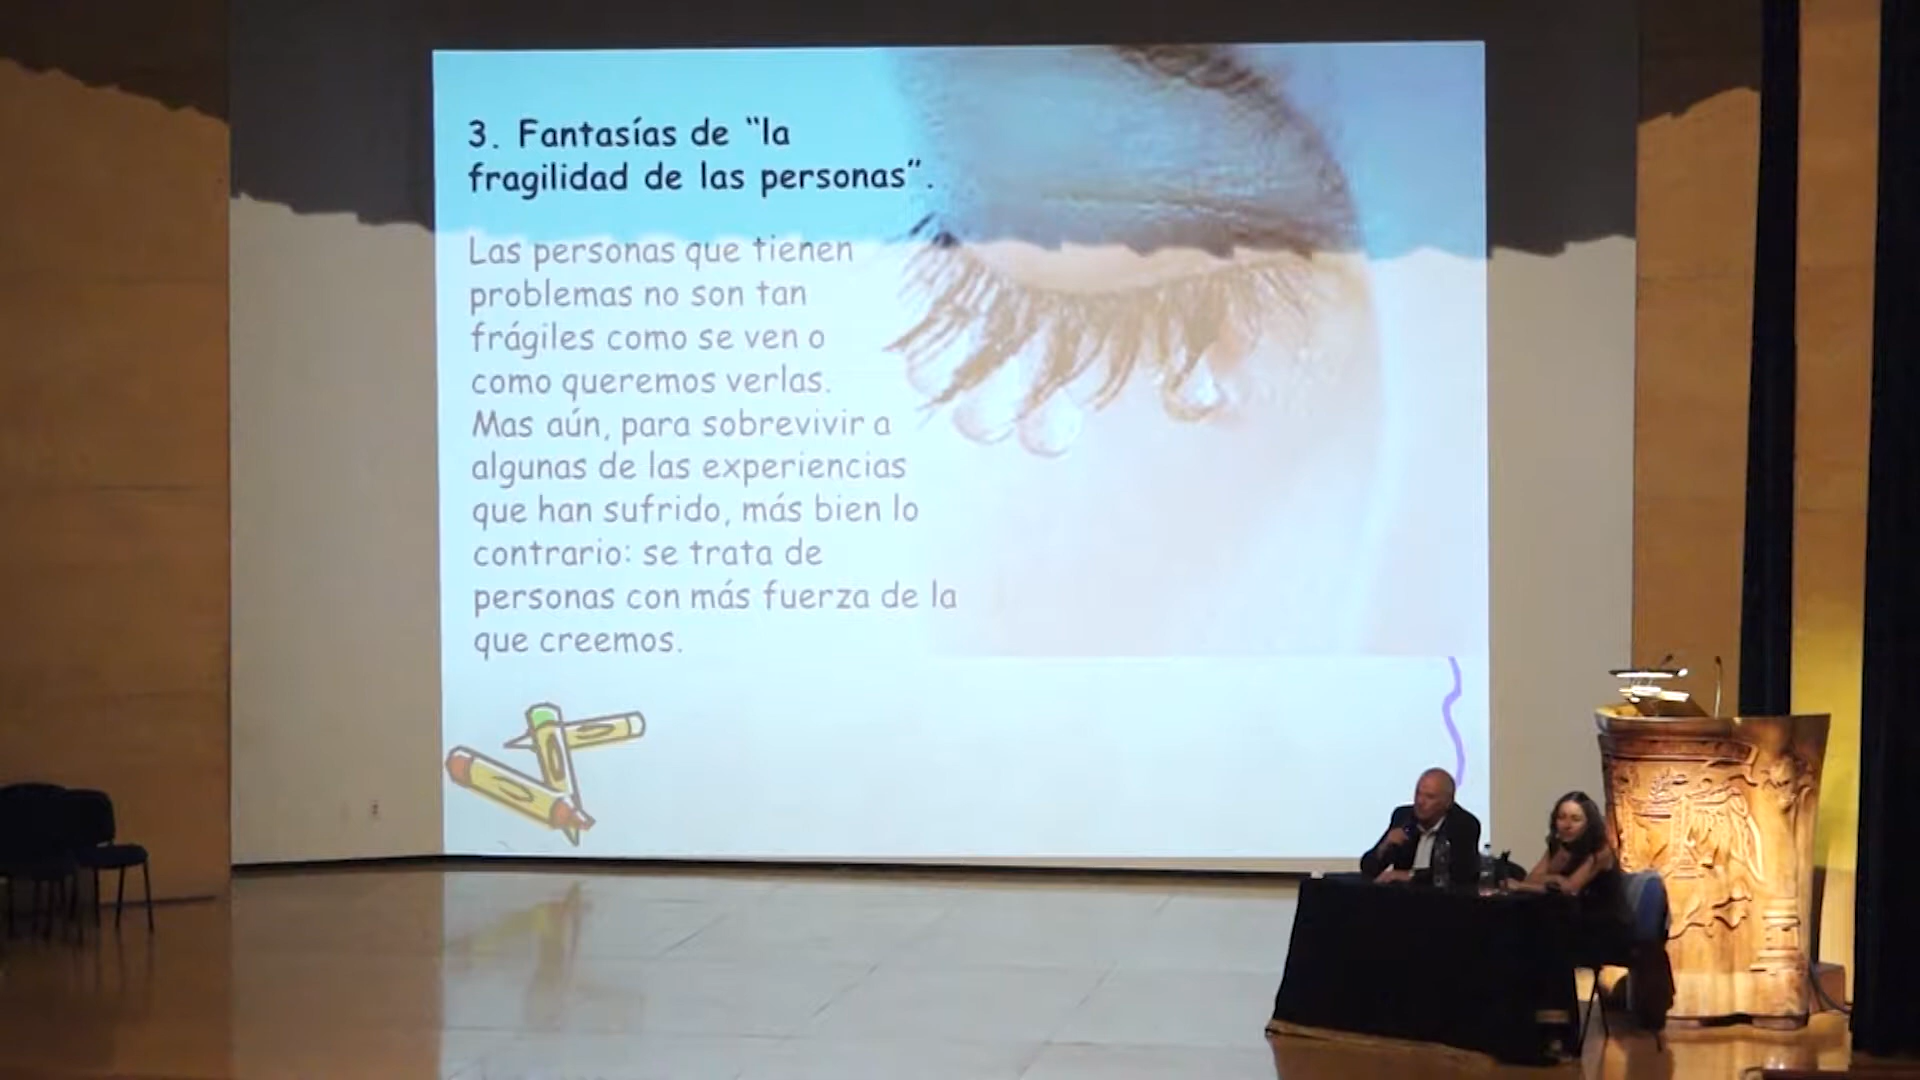 3. Fantasías de “la
fragilidad de las personas”.
Las personas que tienen
problemas no son tan
frágiles como se ven o
como queremos verlas.
Mas aún, para sobrevivir a
algunas de las experiencias
que han sufrido, más bien lo
contrario: se trata de
personas con más fuerza de la
que creemos.